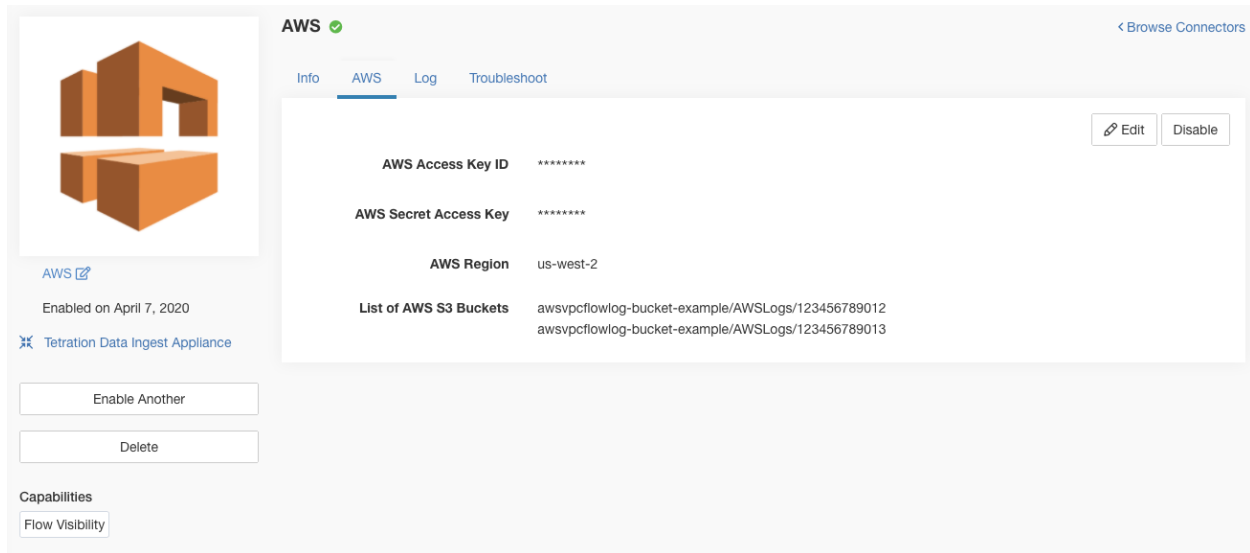 AWS
< Browse Connectors
Info AWS Log Troubleshoot
Edit Disable
AWS Access Key ID ********
AWS Secret Access Key ********
AWS Region us-west-2
List of AWS S3 Buckets awsvpcflowlog-bucket-example/AWSLogs/123456789012
awsvpcflowlog-bucket-example/AWSLogs/123456789013
AWS
Enabled on April 7, 2020
Tetration Data Ingest Appliance
Enable Another
Delete
Capabilities
Flow Visibility